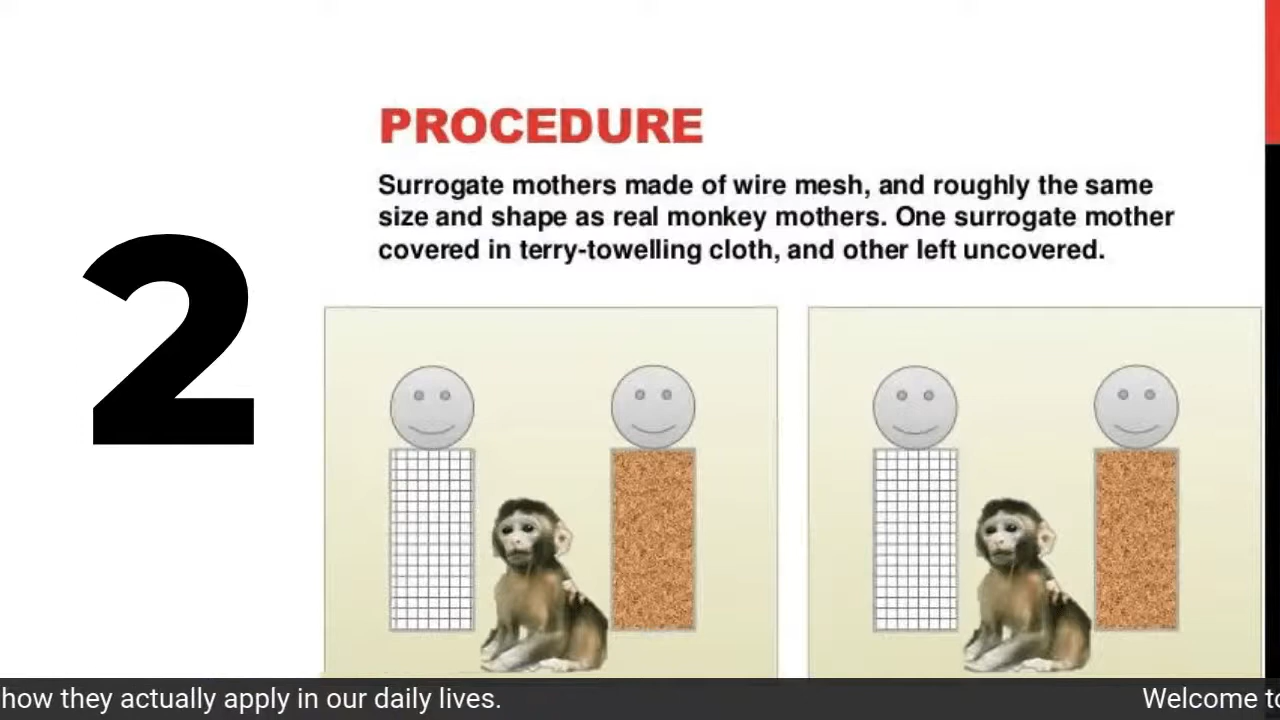 PROCEDURE
Surrogate mothers made of wire mesh, and roughly the same
size and shape as real monkey mothers. One surrogate mother
covered in terry-towelling cloth, and other left uncovered.
2
how they actually apply in our daily lives.
Welcome